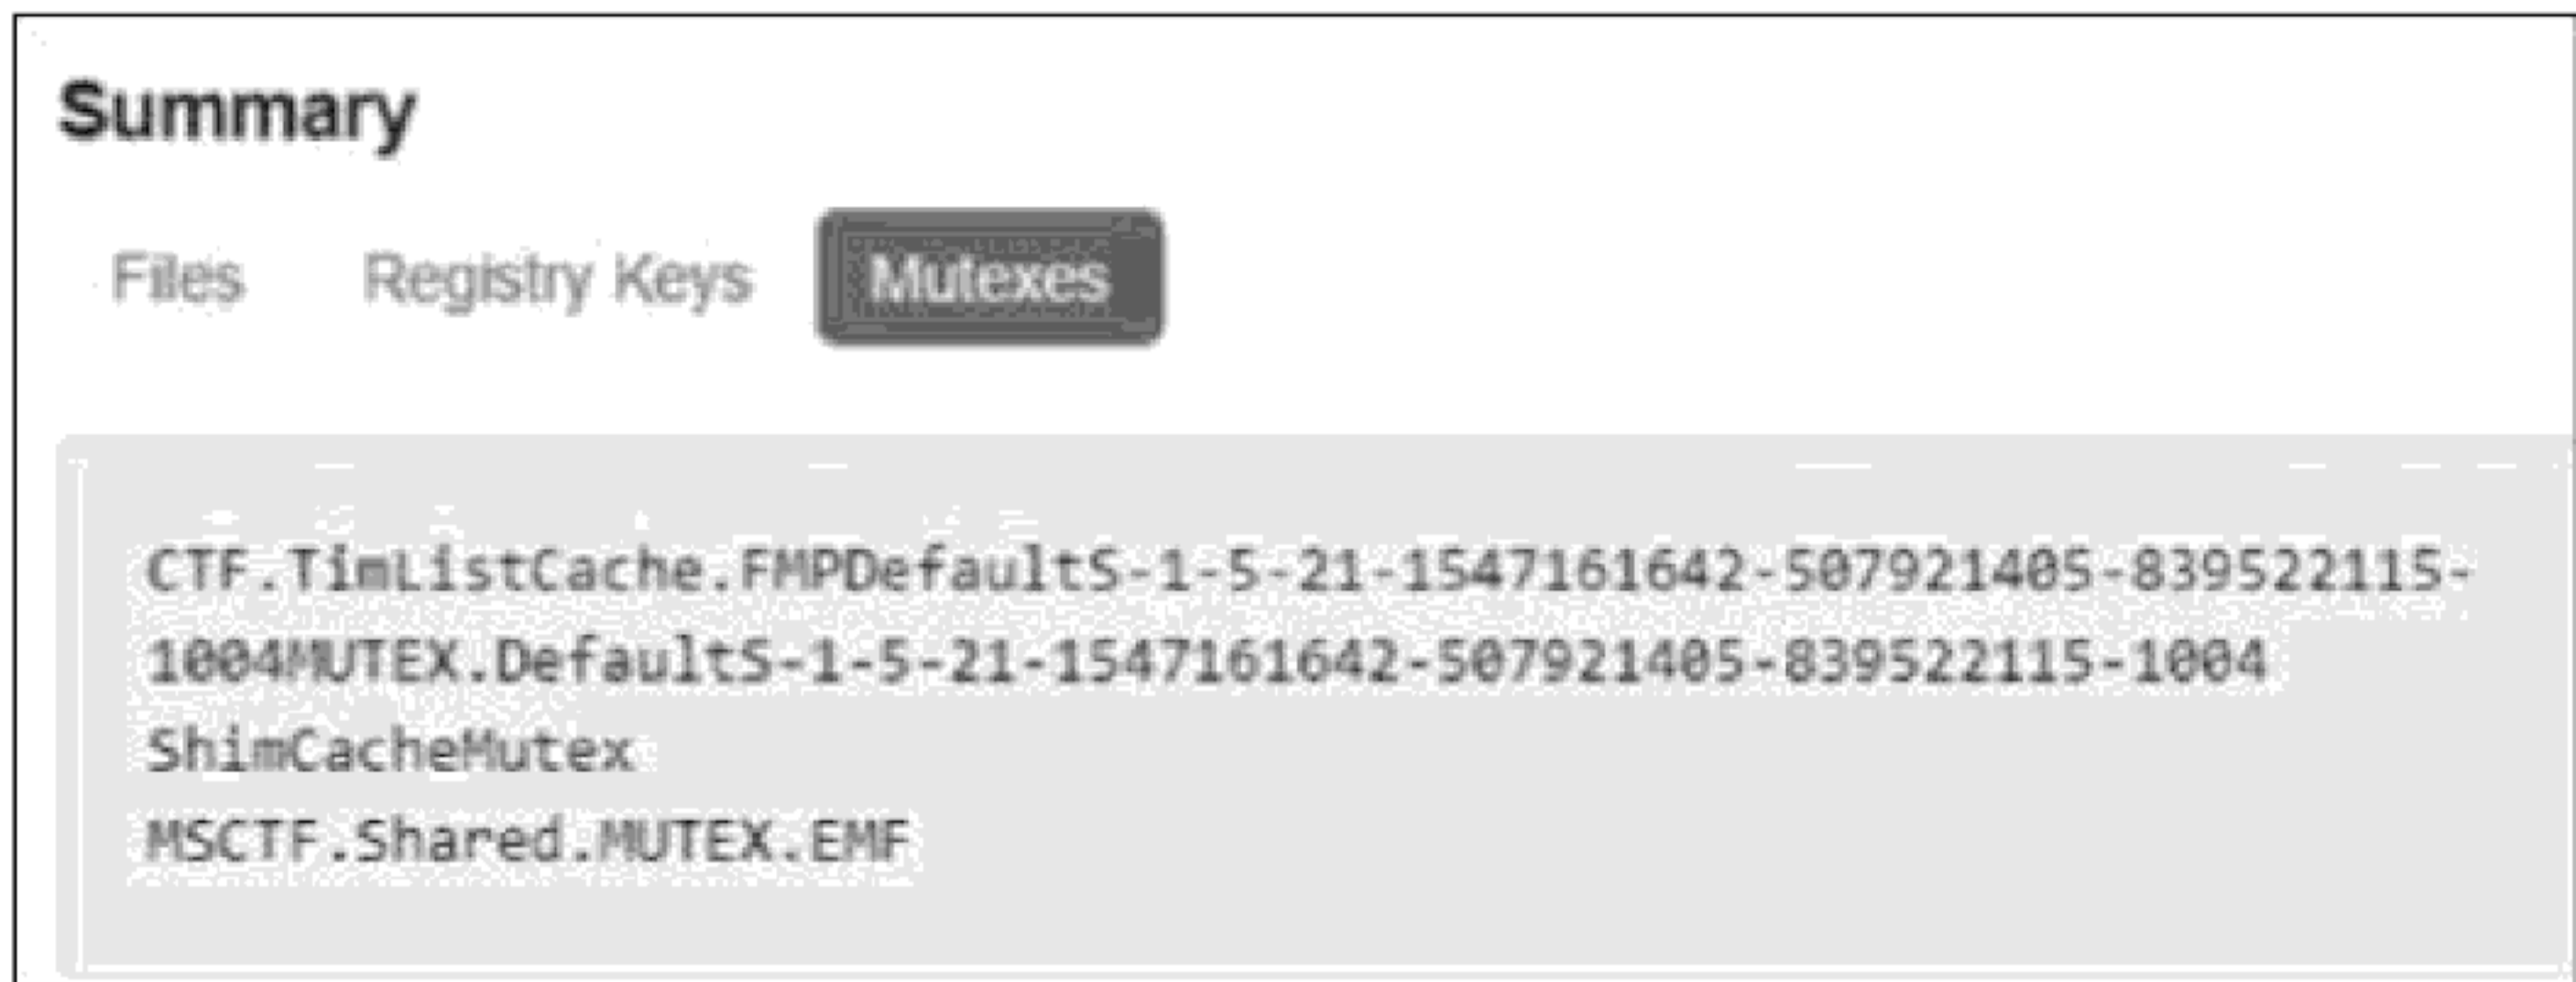 Summary
Files Registry Keys Mutexes
CTF.TimListCache.FMPDefaultS-1-5-21-1547161642-507921405-839522115-
1004MUTEX.DefaultS-1-5-21-1547161642-507921405-839522115-1004
ShimCacheMutex
MSCTF.Shared.MUTEX.EMF